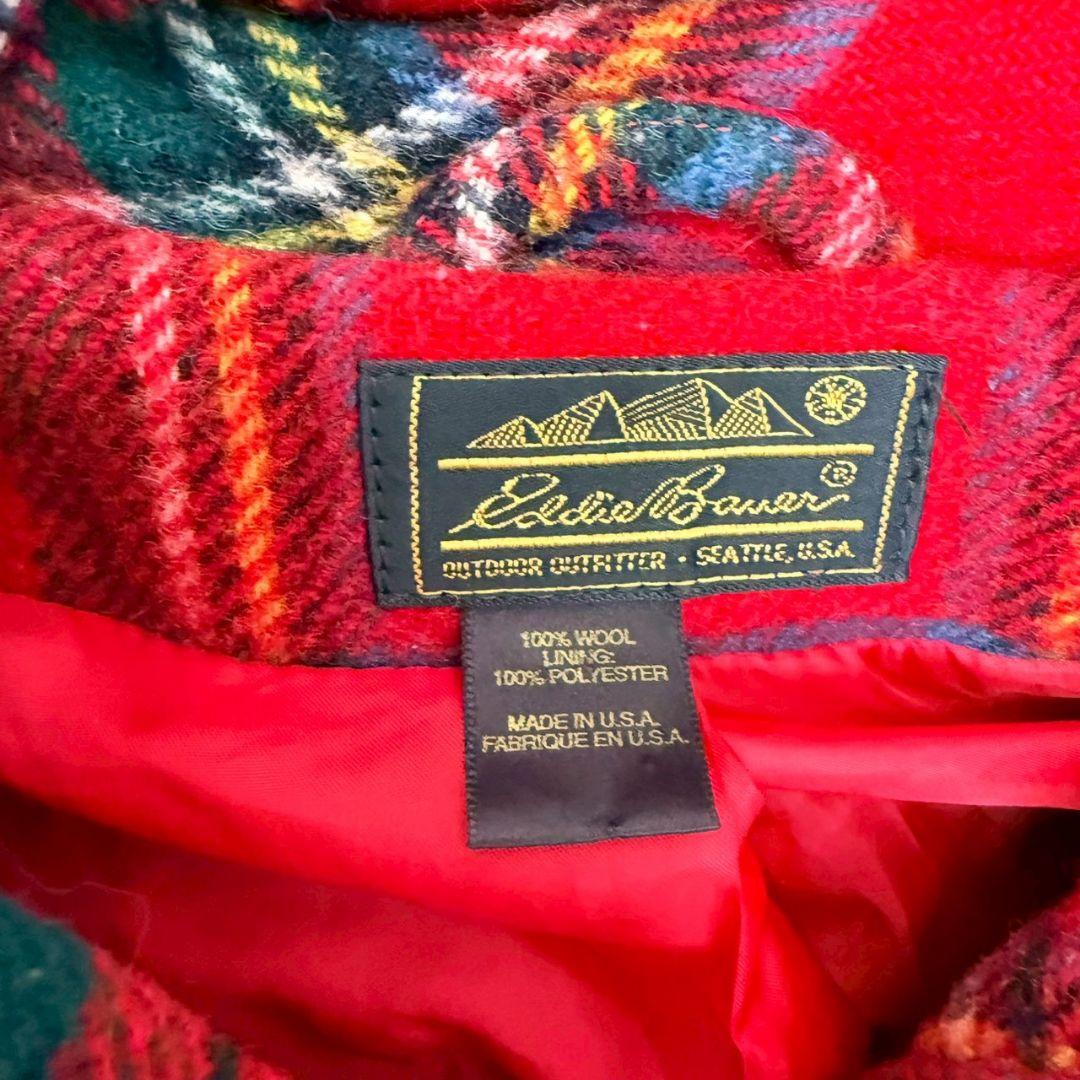 Eddie Bauer®
OUTDOOR OUTFITTER • SEATTLE, U.S.A.
100% WOOL
LINING:
100% POLYESTER
MADE IN U.S.A.
FABRIQUE EN U.S.A.